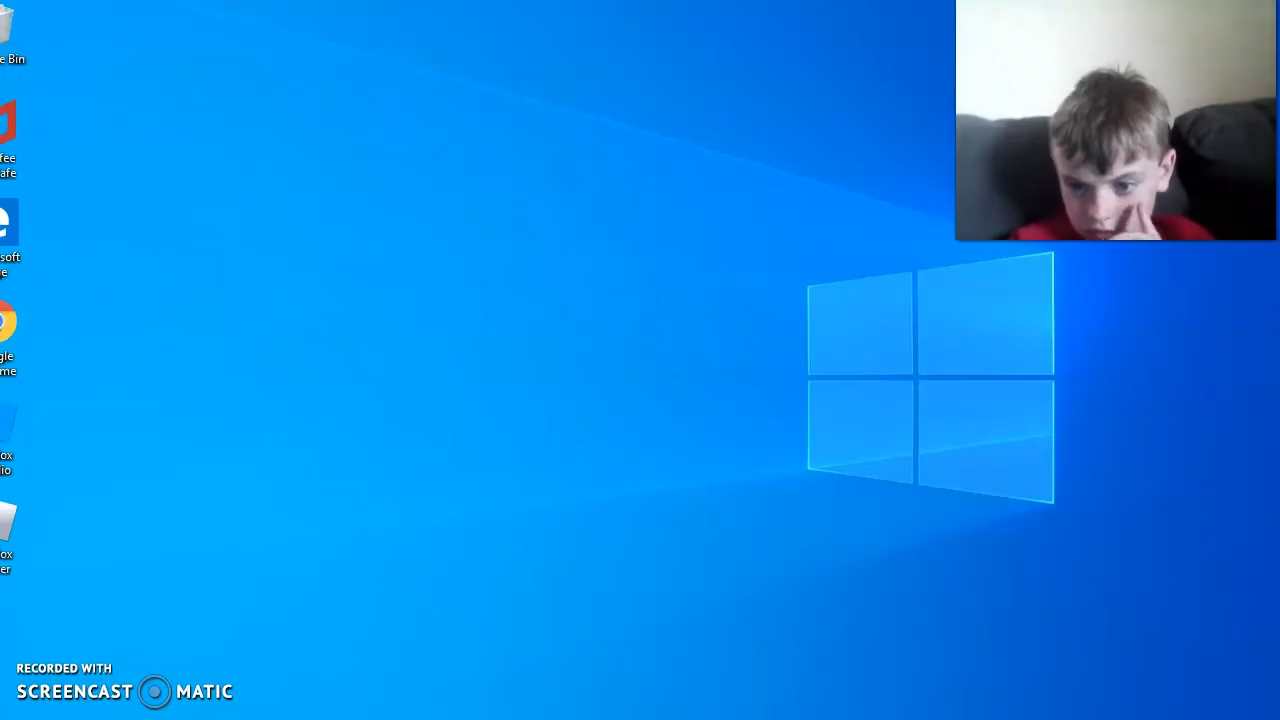 e Bin
fee
afe
soft
e
gle
me
ox
io
ox
er
RECORDED WITH
SCREENCAST MATIC